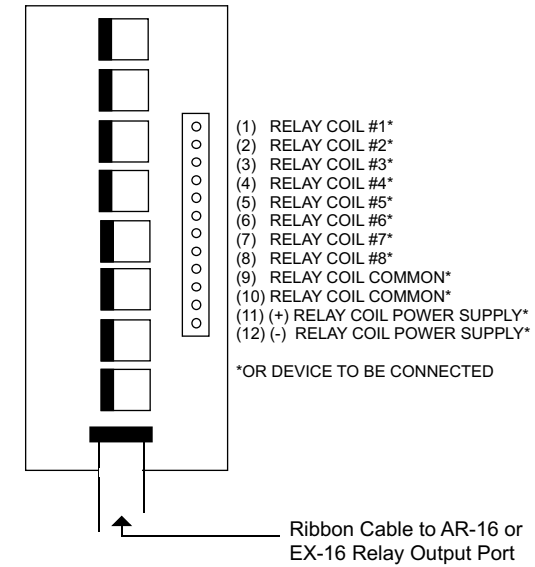 (1) RELAY COIL #1*
(2) RELAY COIL #2*
(3) RELAY COIL #3*
(4) RELAY COIL #4*
(5) RELAY COIL #5*
(6) RELAY COIL #6*
(7) RELAY COIL #7*
(8) RELAY COIL #8*
(9) RELAY COIL COMMON*
(10) RELAY COIL COMMON*
(11) (+) RELAY COIL POWER SUPPLY*
(12) (-) RELAY COIL POWER SUPPLY*
*OR DEVICE TO BE CONNECTED
Ribbon Cable to AR-16 or
EX-16 Relay Output Port